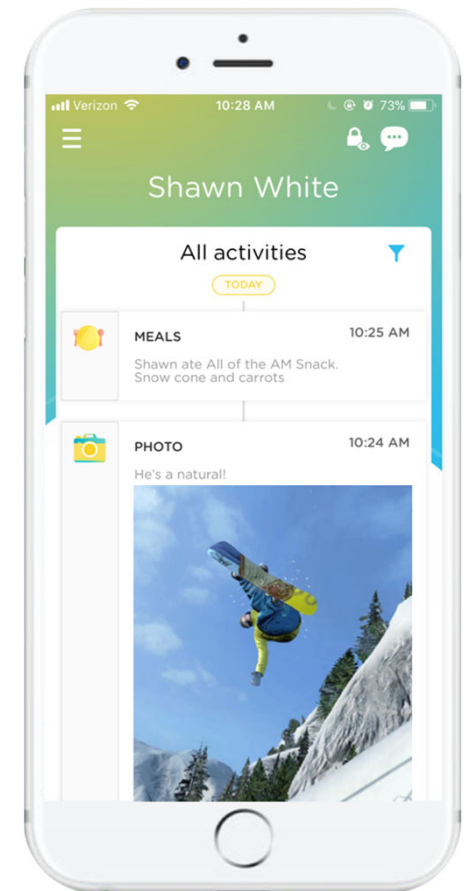 Verizon 10:28 AM 73%
Shawn White
All activities
TODAY
MEALS 10:25 AM
Shawn ate All of the AM Snack.
Snow cone and carrots
PHOTO 10:24 AM
He's a natural!